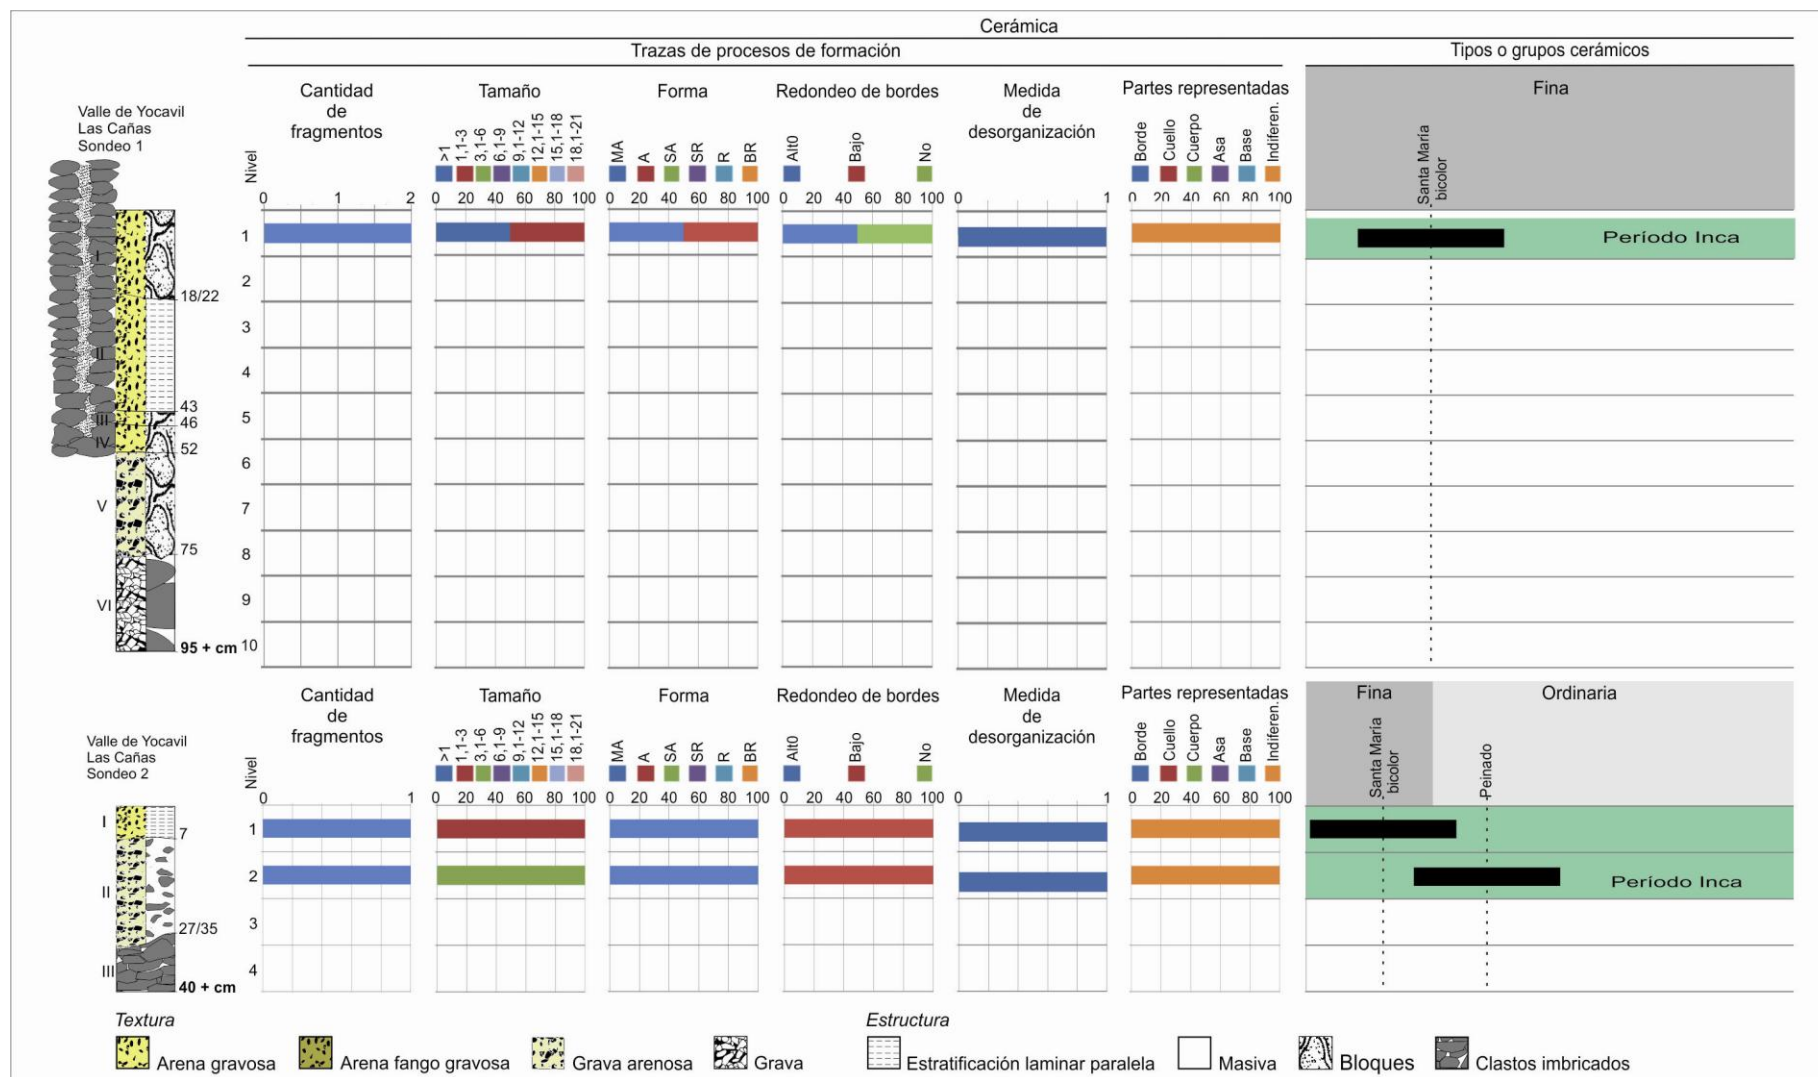 Cerámica
Trazas de procesos de formación
Tipos o grupos cerámicos
Valle de Yocavil
Las Cañas
Sondeo 1
Nivel
Cantidad
de
fragmentos
Tamaño
Forma
Redondeo de bordes
Medida
de
desorganización
Partes representadas
Fina
>1
1,1-3
3,1-6
6,1-9
9,1-12
12,1-15
15,1-18
18,1-21
MA
A
SA
SR
R
BR
Alt0
Bajo
No
Borde
Cuello
Cuerpo
Asa
Base
Indiferen.
Santa María
bicolor
0 1 2
0 20 40 60 80 100
0 20 40 60 80 100
0 20 40 60 80 100
0 1
0 20 40 60 80 100
1
2
3
4
5
6
7
8
9
10
Período Inca
I
18/22
II
43
III
46
IV
52
V
75
VI
95 + cm
Valle de Yocavil
Las Cañas
Sondeo 2
Nivel
Cantidad
de
fragmentos
Tamaño
Forma
Redondeo de bordes
Medida
de
desorganización
Partes representadas
Fina
Ordinaria
>1
1,1-3
3,1-6
6,1-9
9,1-12
12,1-15
15,1-18
18,1-21
MA
A
SA
SR
R
BR
Alt0
Bajo
No
Borde
Cuello
Cuerpo
Asa
Base
Indiferen.
Santa María
bicolor
Peinado
0 1
0 20 40 60 80 100
0 20 40 60 80 100
0 20 40 60 80 100
0 1
0 20 40 60 80 100
1
2
3
4
Período Inca
I
7
II
27/35
III
40 + cm
Textura
Arena gravosa
Arena fango gravosa
Grava arenosa
Grava
Estructura
Estratificación laminar paralela
Masiva
Bloques
Clastos imbricados